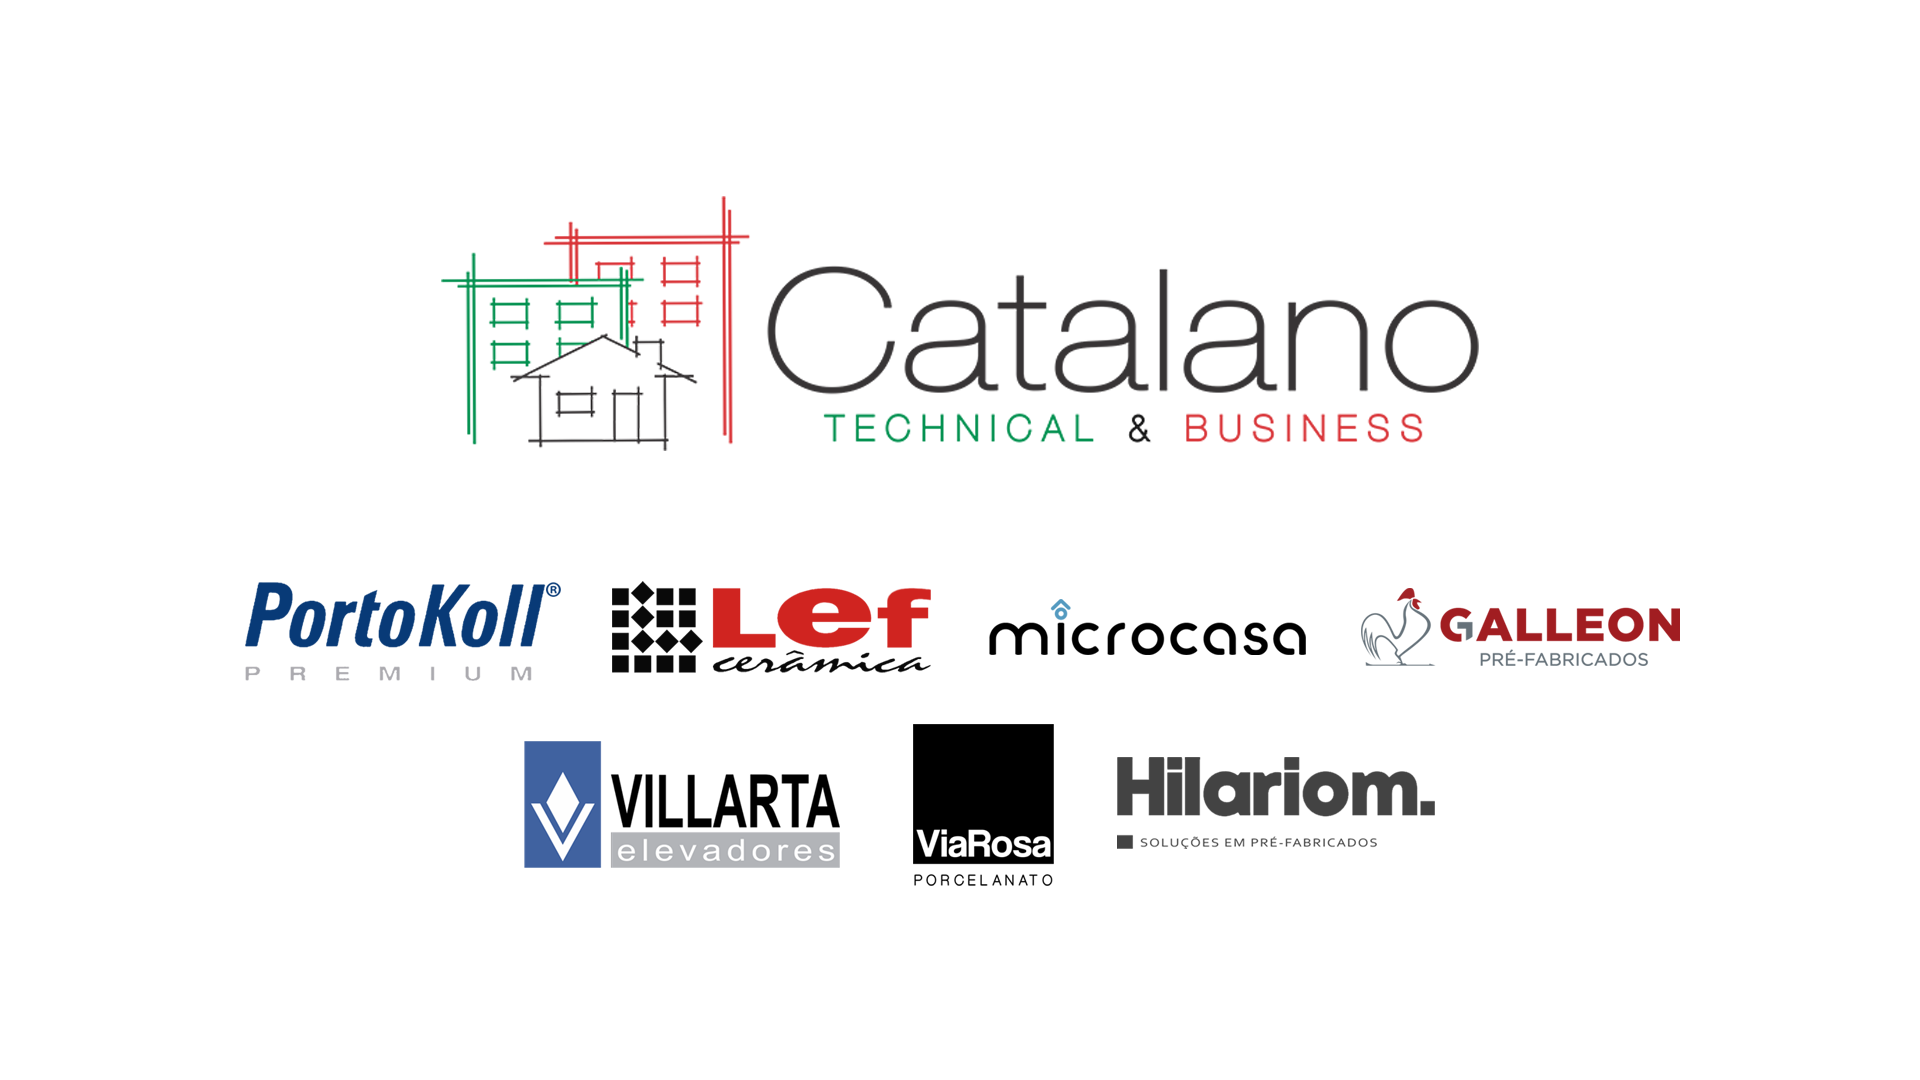 Catalano
TECHNICAL & BUSINESS
PortoKoll®
PREMIUM
Lef
cerâmica
microcasa
GALLEON
PRÉ-FABRICADOS
VILLARTA
elevadores
ViaRosa
PORCELANATO
Hilariom.
SOLUÇÕES EM PRÉ-FABRICADOS